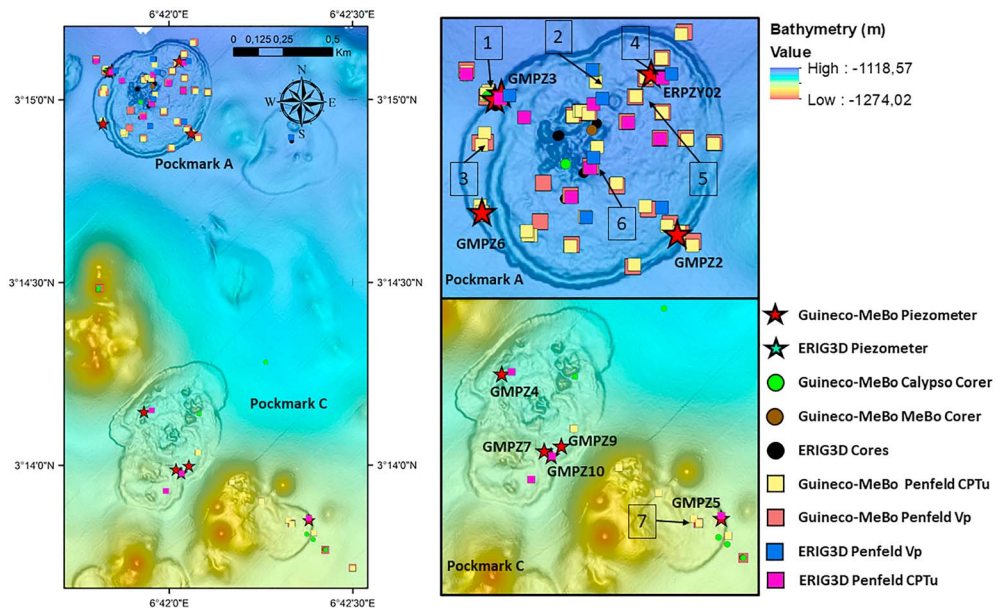 6°42'0"E
6°42'30"E
3°15'0"N
3°14'30"N
3°14'0"N
0 0,125 0,25 0,5
Km
N
W E
S
Pockmark A
Pockmark C
6°42'0"E
6°42'30"E
3°15'0"N
3°14'30"N
3°14'0"N
1
2
4
GMPZ3
ERPZY02
3
5
6
GMPZ6
GMPZ2
Pockmark A
GMPZ4
GMPZ7
GMPZ9
GMPZ10
GMPZ5
7
Pockmark C
Bathymetry (m)
Value
High : -1118,57
Low : -1274,02
Guineco-MeBo Piezometer
ERIG3D Piezometer
Guineco-MeBo Calypso Corer
Guineco-MeBo MeBo Corer
ERIG3D Cores
Guineco-MeBo Penfeld CPTu
Guineco-MeBo Penfeld Vp
ERIG3D Penfeld Vp
ERIG3D Penfeld CPTu